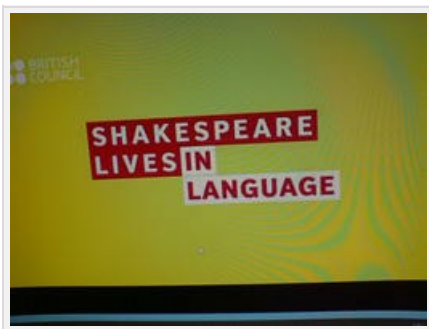 BRITISH
COUNCIL
SHAKESPEARE
LIVES IN
LANGUAGE